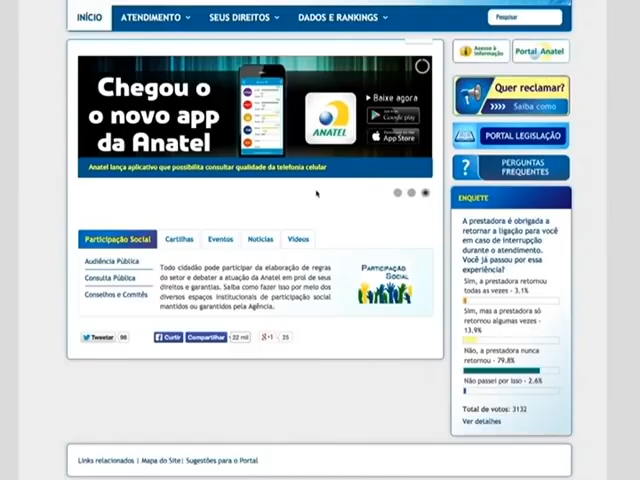 INÍCIO
ATENDIMENTO
SEUS DIREITOS
DADOS E RANKINGS
Pesquisar
Acesso à Informação
Portal Anatel
Chegou o
o novo app
da Anatel
ANATEL
Baixe agora
Google play
App Store
Anatel lança aplicativo que possibilita consultar qualidade da telefonia celular
Quer reclamar?
Saiba como
PORTAL LEGISLAÇÃO
?
PERGUNTAS
FREQUENTES
Participação Social
Cartilhas
Eventos
Notícias
Vídeos
Audiência Pública
Consulta Pública
Conselhos e Comitês
Todo cidadão pode participar da elaboração de regras
do setor e debater a atuação da Anatel em prol de seus
direitos e garantias. Saiba como fazer isso por meio dos
diversos espaços institucionais de participação social
mantidos ou garantidos pela Agência.
PARTICIPAÇÃO
SOCIAL
Tweetar
98
Curtir
Compartilhar
22 mil
g+1
25
ENQUETE
A prestadora é obrigada a
retornar a ligação para você
em caso de interrupção
durante o atendimento.
Você já passou por essa
experiência?
Sim, a prestadora retornou
todas as vezes - 3.1%
Sim, mas a prestadora só
retornou algumas vezes -
13.9%
Não, a prestadora nunca
retornou - 79.8%
Não passei por isso - 2.6%
Total de votos: 3132
Ver detalhes
Links relacionados | Mapa do Site| Sugestões para o Portal